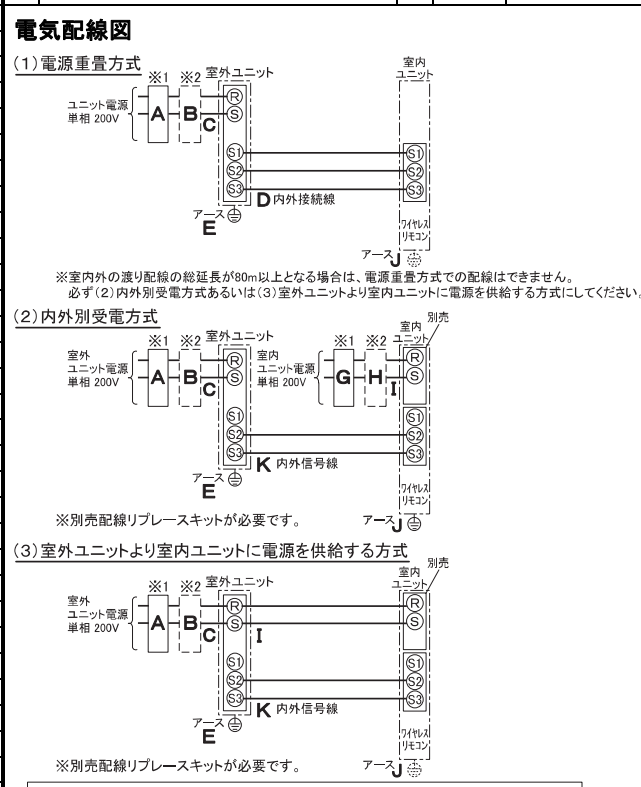 電気配線図
(1)電源重畳方式
※1 ※2 室外ユニット
室内
ユニット
ユニット電源
単相 200V
A B C
R
S
S1 S1
S2 S2
S3 S3
D 内外接続線
アース
E
ワイヤレス
リモコン
アース J
※室内外の渡り配線の総延長が80m以上となる場合は、電源重畳方式での配線はできません。
必ず(2)内外別受電方式あるいは(3)室外ユニットより室内ユニットに電源を供給する方式にしてください。
(2)内外別受電方式
※1 ※2 室外ユニット
※1 ※2 室内
ユニット
別売
室外
ユニット電源
単相 200V
A B C
R
S
室内
ユニット電源
単相 200V
G H I
R
S
S1 S1
S2 S2
S3 S3
K 内外信号線
アース
E
ワイヤレス
リモコン
アース J
※別売配線リプレースキットが必要です。
(3)室外ユニットより室内ユニットに電源を供給する方式
※1 ※2 室外ユニット
室内
ユニット
別売
室外
ユニット電源
単相 200V
A B C
R R
S S
I
S1 S1
S2 S2
S3 S3
K 内外信号線
アース
E
ワイヤレス
リモコン
アース J
※別売配線リプレースキットが必要です。